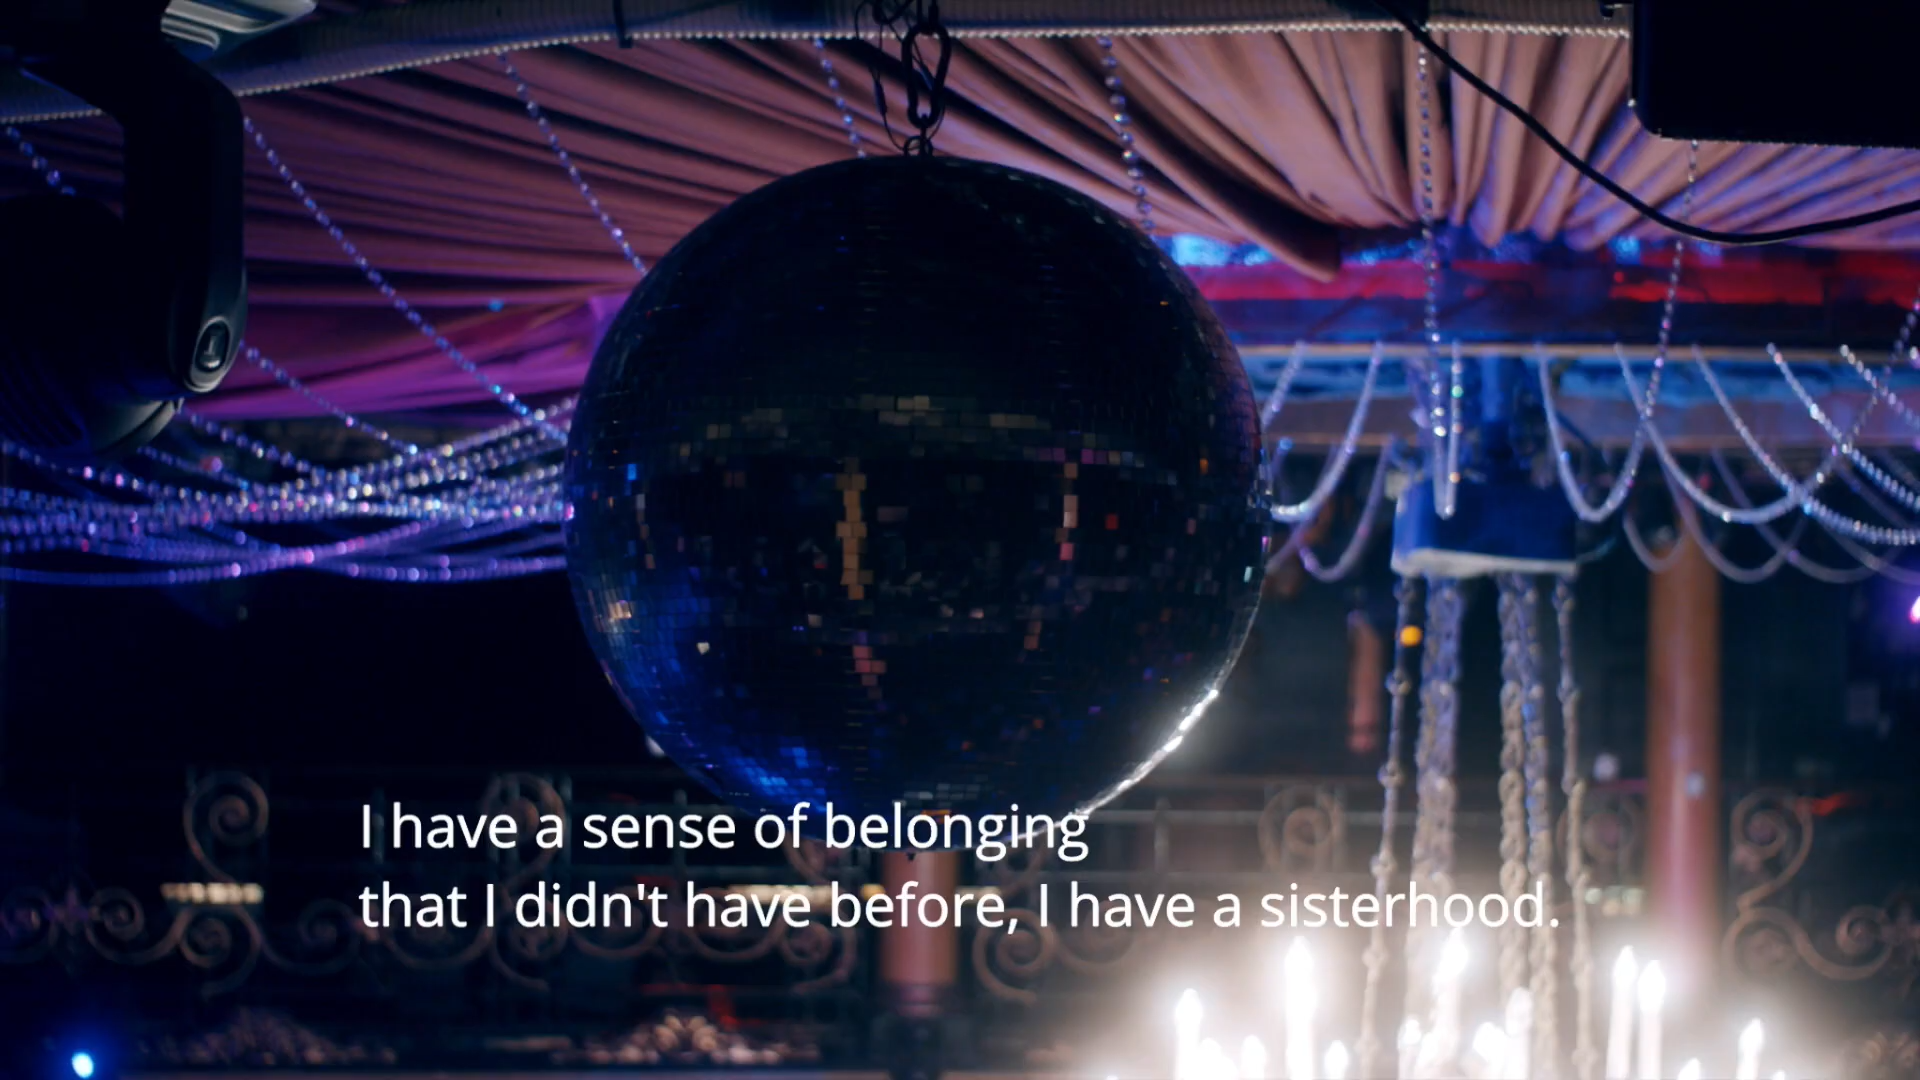 I have a sense of belonging
that I didn't have before, I have a sisterhood.